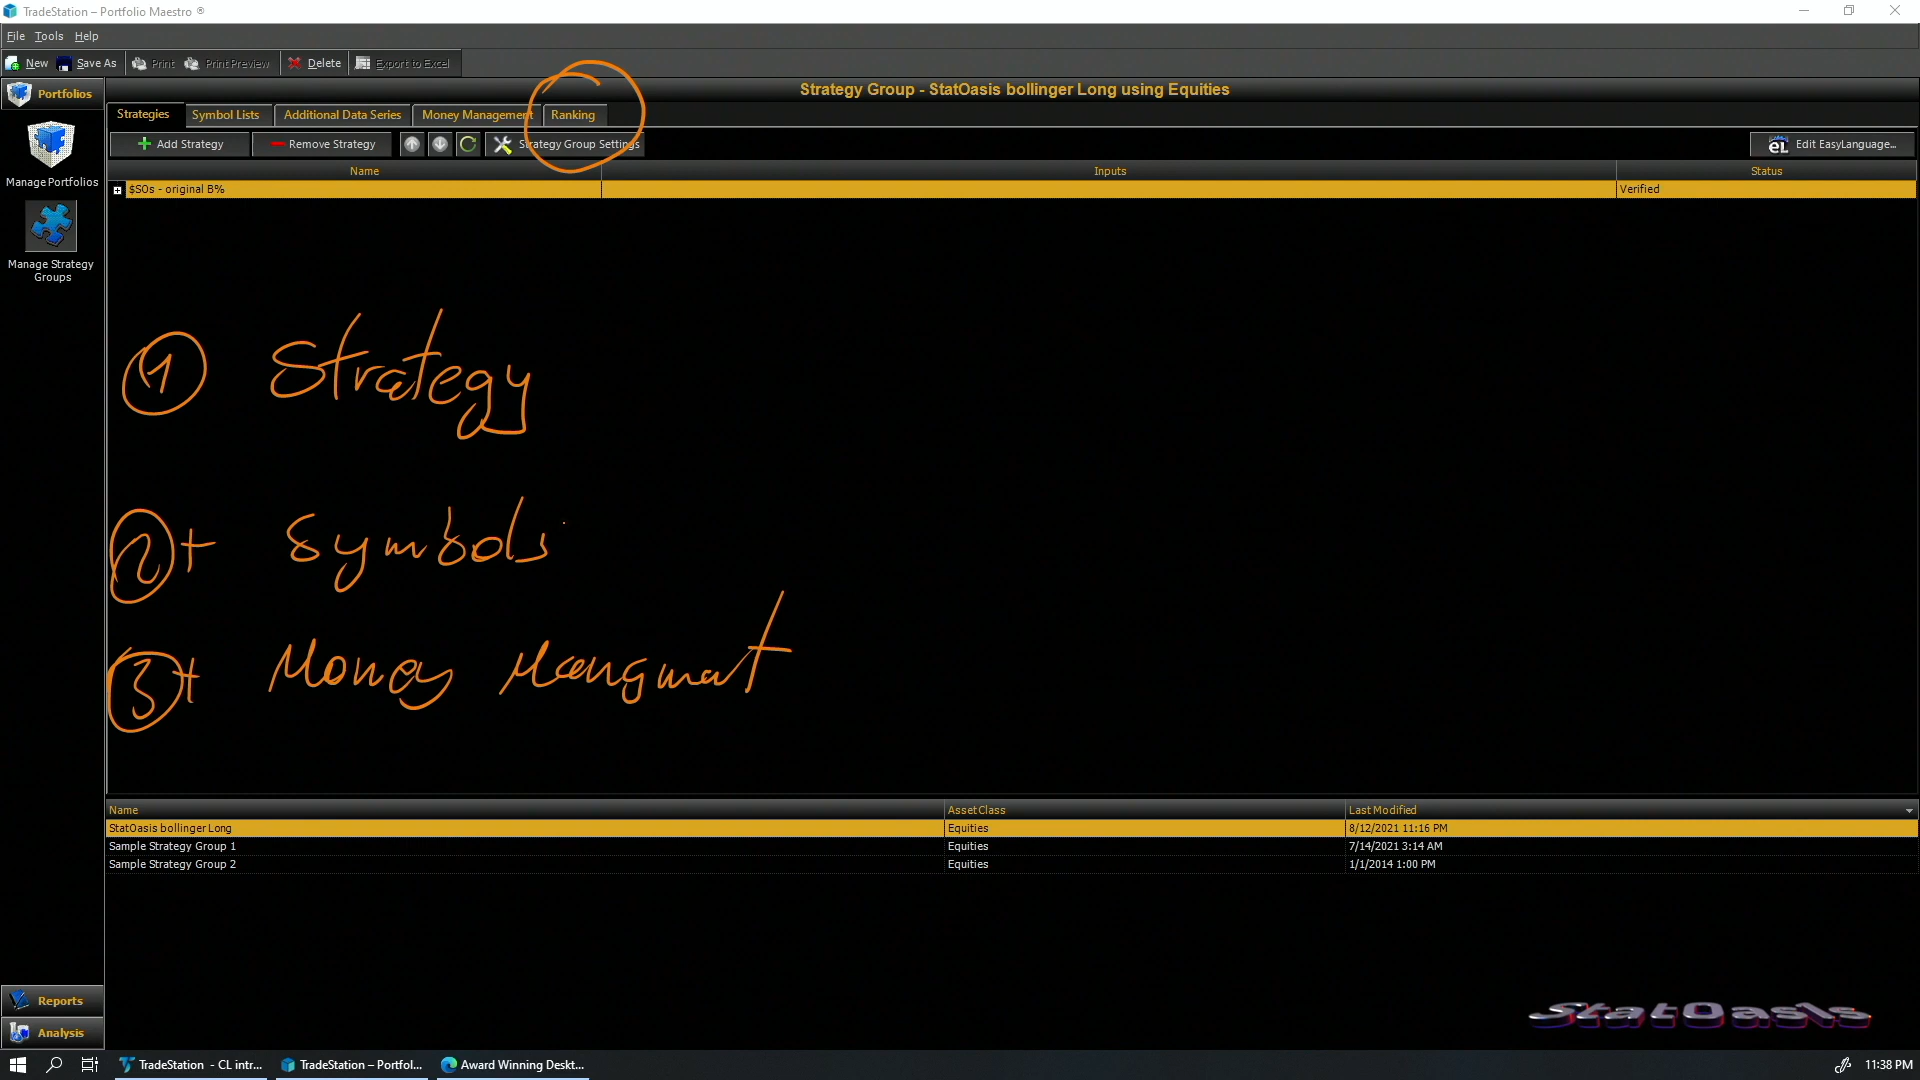 TradeStation – Portfolio Maestro ®
File Tools Help
New Save As Print Print Preview Delete Export to Excel
Portfolios
Strategy Group - StatOasis bollinger Long using Equities
Strategies Symbol Lists Additional Data Series Money Management Ranking
Add Strategy Remove Strategy Strategy Group Settings Edit EasyLanguage...
Name Inputs Status
$SOs - original B% Verified
Manage Portfolios
Manage Strategy
Groups
1 Strategy
2 + Symbols
3 + Money Mangment
Name AssetClass Last Modified
StatOasis bollinger Long Equities 8/12/2021 11:16 PM
Sample Strategy Group 1 Equities 7/14/2021 3:14 AM
Sample Strategy Group 2 Equities 1/1/2014 1:00 PM
Reports
Analysis
StatOasis
TradeStation - CL intr... TradeStation – Portfol... Award Winning Deskt... 11:38 PM